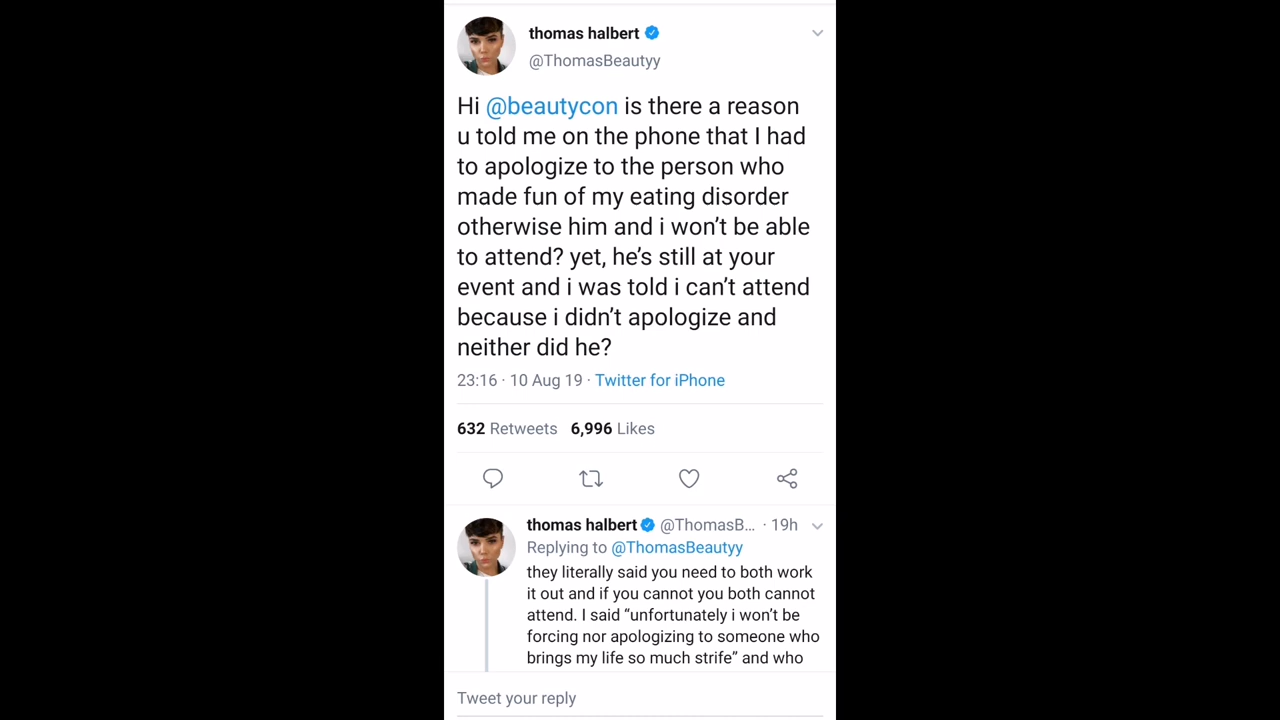 thomas halbert
@ThomasBeautyy
Hi @beautycon is there a reason
u told me on the phone that I had
to apologize to the person who
made fun of my eating disorder
otherwise him and i won’t be able
to attend? yet, he’s still at your
event and i was told i can’t attend
because i didn’t apologize and
neither did he?
23:16 · 10 Aug 19 · Twitter for iPhone
632 Retweets 6,996 Likes
thomas halbert @ThomasB... · 19h
Replying to @ThomasBeautyy
they literally said you need to both work
it out and if you cannot you both cannot
attend. I said “unfortunately i won’t be
forcing nor apologizing to someone who
brings my life so much strife” and who
Tweet your reply